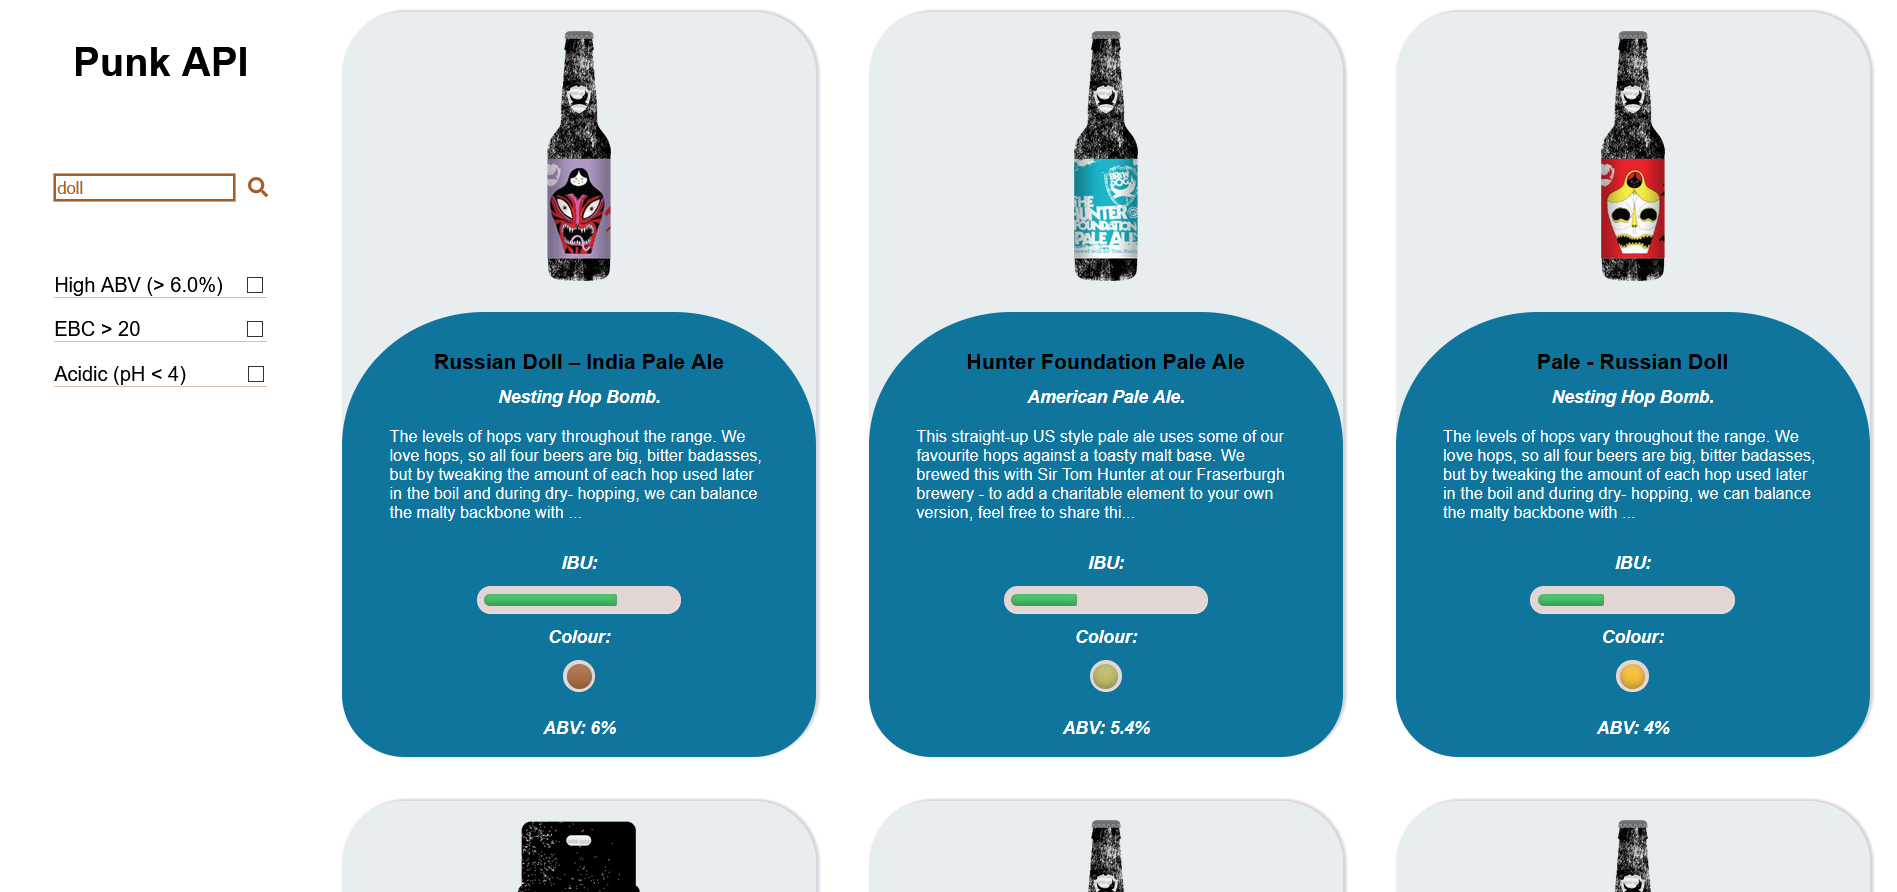 Punk API
doll
High ABV (> 6.0%)
EBC > 20
Acidic (pH < 4)
Russian Doll – India Pale Ale
Nesting Hop Bomb.
The levels of hops vary throughout the range. We
love hops, so all four beers are big, bitter badasses,
but by tweaking the amount of each hop used later
in the boil and during dry- hopping, we can balance
the malty backbone with ...
IBU:
Colour:
ABV: 6%
BREW
DOG
THE
HUNTER
FOUNDATION
PALE ALE
Hunter Foundation Pale Ale
American Pale Ale.
This straight-up US style pale ale uses some of our
favourite hops against a toasty malt base. We
brewed this with Sir Tom Hunter at our Fraserburgh
brewery - to add a charitable element to your own
version, feel free to share thi...
IBU:
Colour:
ABV: 5.4%
Pale - Russian Doll
Nesting Hop Bomb.
The levels of hops vary throughout the range. We
love hops, so all four beers are big, bitter badasses,
but by tweaking the amount of each hop used later
in the boil and during dry- hopping, we can balance
the malty backbone with ...
IBU:
Colour:
ABV: 4%